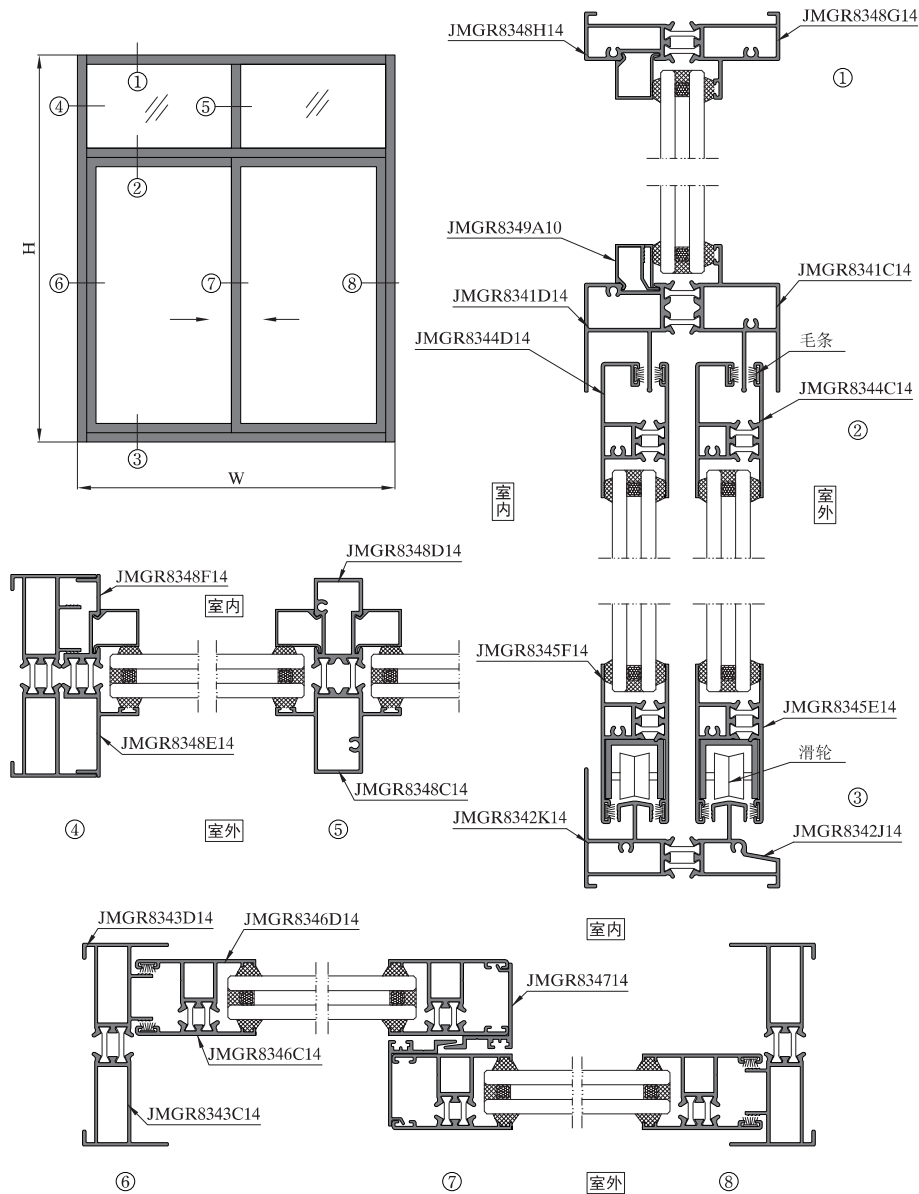 ①
④
⑤
②
H
⑥
⑦
⑧
③
W
JMGR8348H14
JMGR8348G14
①
JMGR8349A10
JMGR8341C14
JMGR8341D14
毛条
JMGR8344D14
JMGR8344C14
②
室内
室外
JMGR8348D14
JMGR8348F14
室内
JMGR8348E14
JMGR8348C14
④
室外
⑤
JMGR8345F14
JMGR8345E14
滑轮
③
JMGR8342K14
JMGR8342J14
室内
JMGR8343D14
JMGR8346D14
JMGR834714
JMGR8346C14
JMGR8343C14
⑥
⑦
室外
⑧